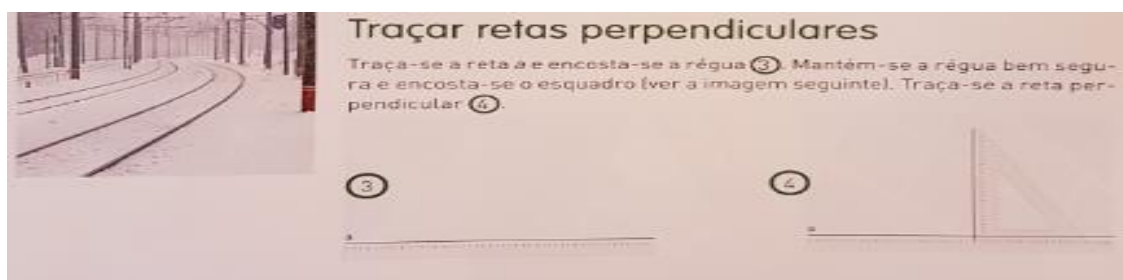 Traçar retas perpendiculares
Traça-se a reta a e encosta-se a régua ③. Mantém-se a régua bem segu-
ra e encosta-se o esquadro (ver a imagem seguinte). Traça-se a reta per-
pendicular ④.
③
④
a
a